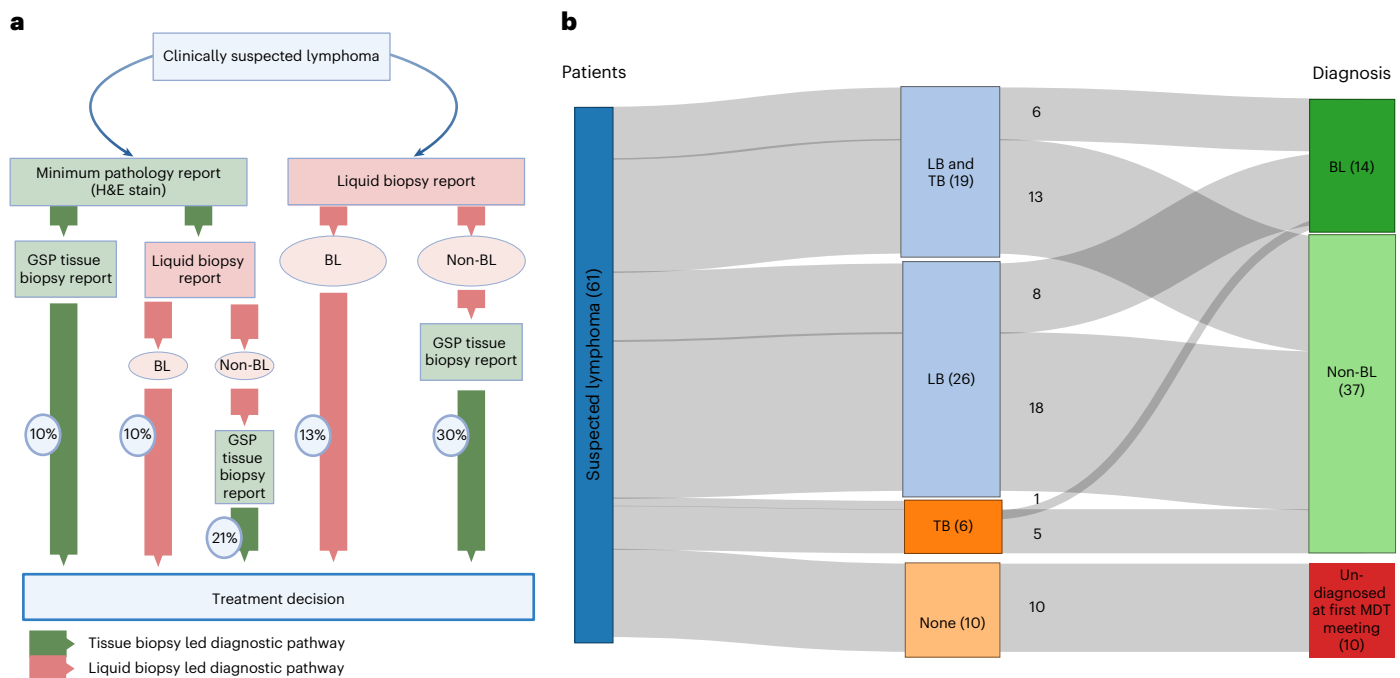 a
Clinically suspected lymphoma
Minimum pathology report
(H&E stain)
Liquid biopsy report
GSP tissue
biopsy report
Liquid biopsy
report
BL
Non-BL
BL
Non-BL
GSP tissue
biopsy report
GSP
tissue
biopsy
report
10%
10%
13%
30%
21%
Treatment decision
Tissue biopsy led diagnostic pathway
Liquid biopsy led diagnostic pathway
b
Patients
Diagnosis
Suspected lymphoma (61)
LB and
TB (19)
LB (26)
TB (6)
None (10)
6
13
8
18
1
5
10
BL (14)
Non-BL
(37)
Un-
diagnosed
at first MDT
meeting
(10)